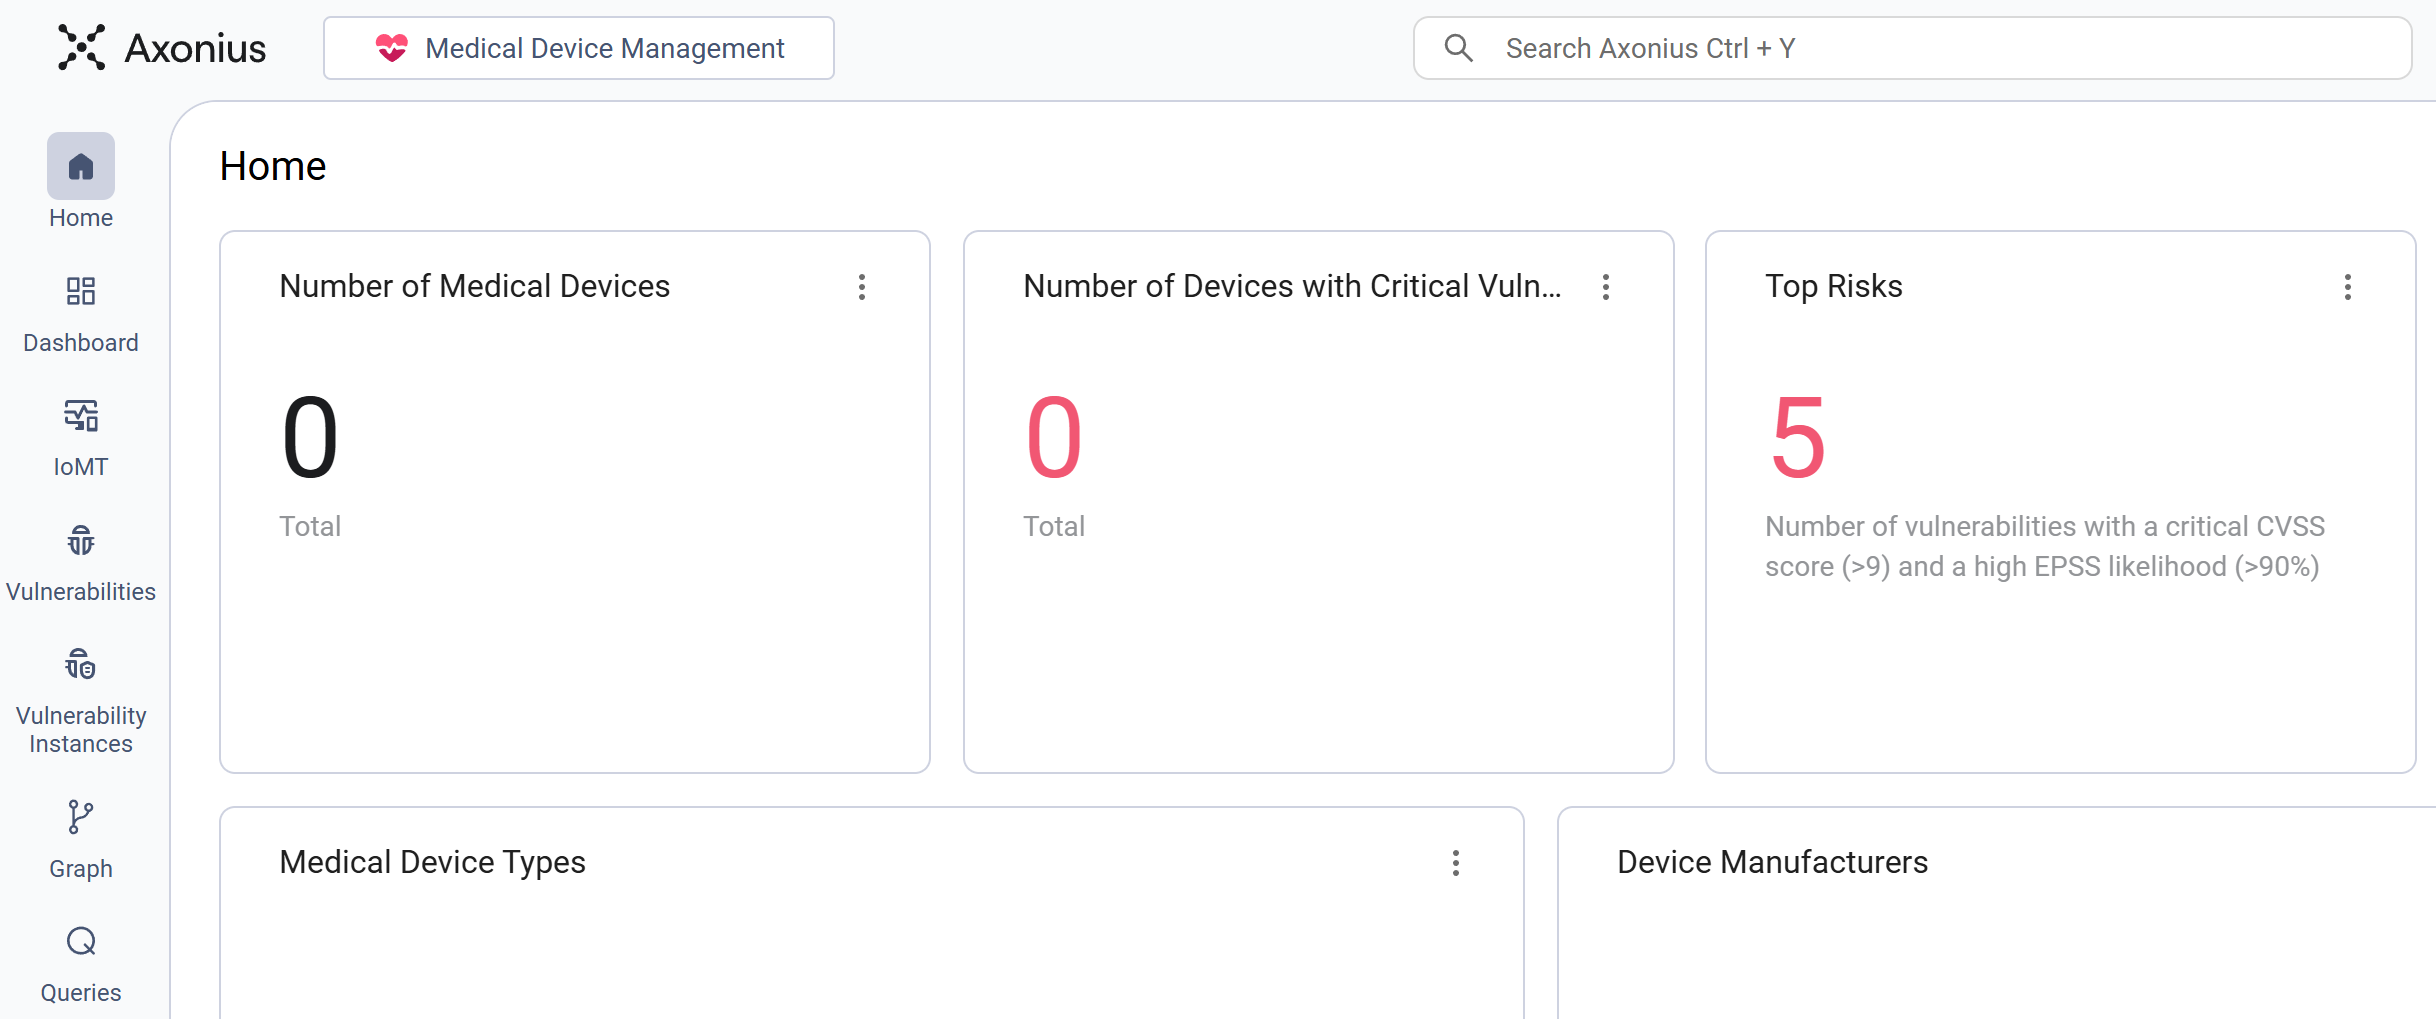 Axonius
Medical Device Management
Search Axonius Ctrl + Y
Home
Dashboard
IoMT
Vulnerabilities
Vulnerability
Instances
Graph
Queries
Home
Number of Medical Devices
0
Total
Number of Devices with Critical Vuln...
0
Total
Top Risks
5
Number of vulnerabilities with a critical CVSS
score (>9) and a high EPSS likelihood (>90%)
Medical Device Types
Device Manufacturers